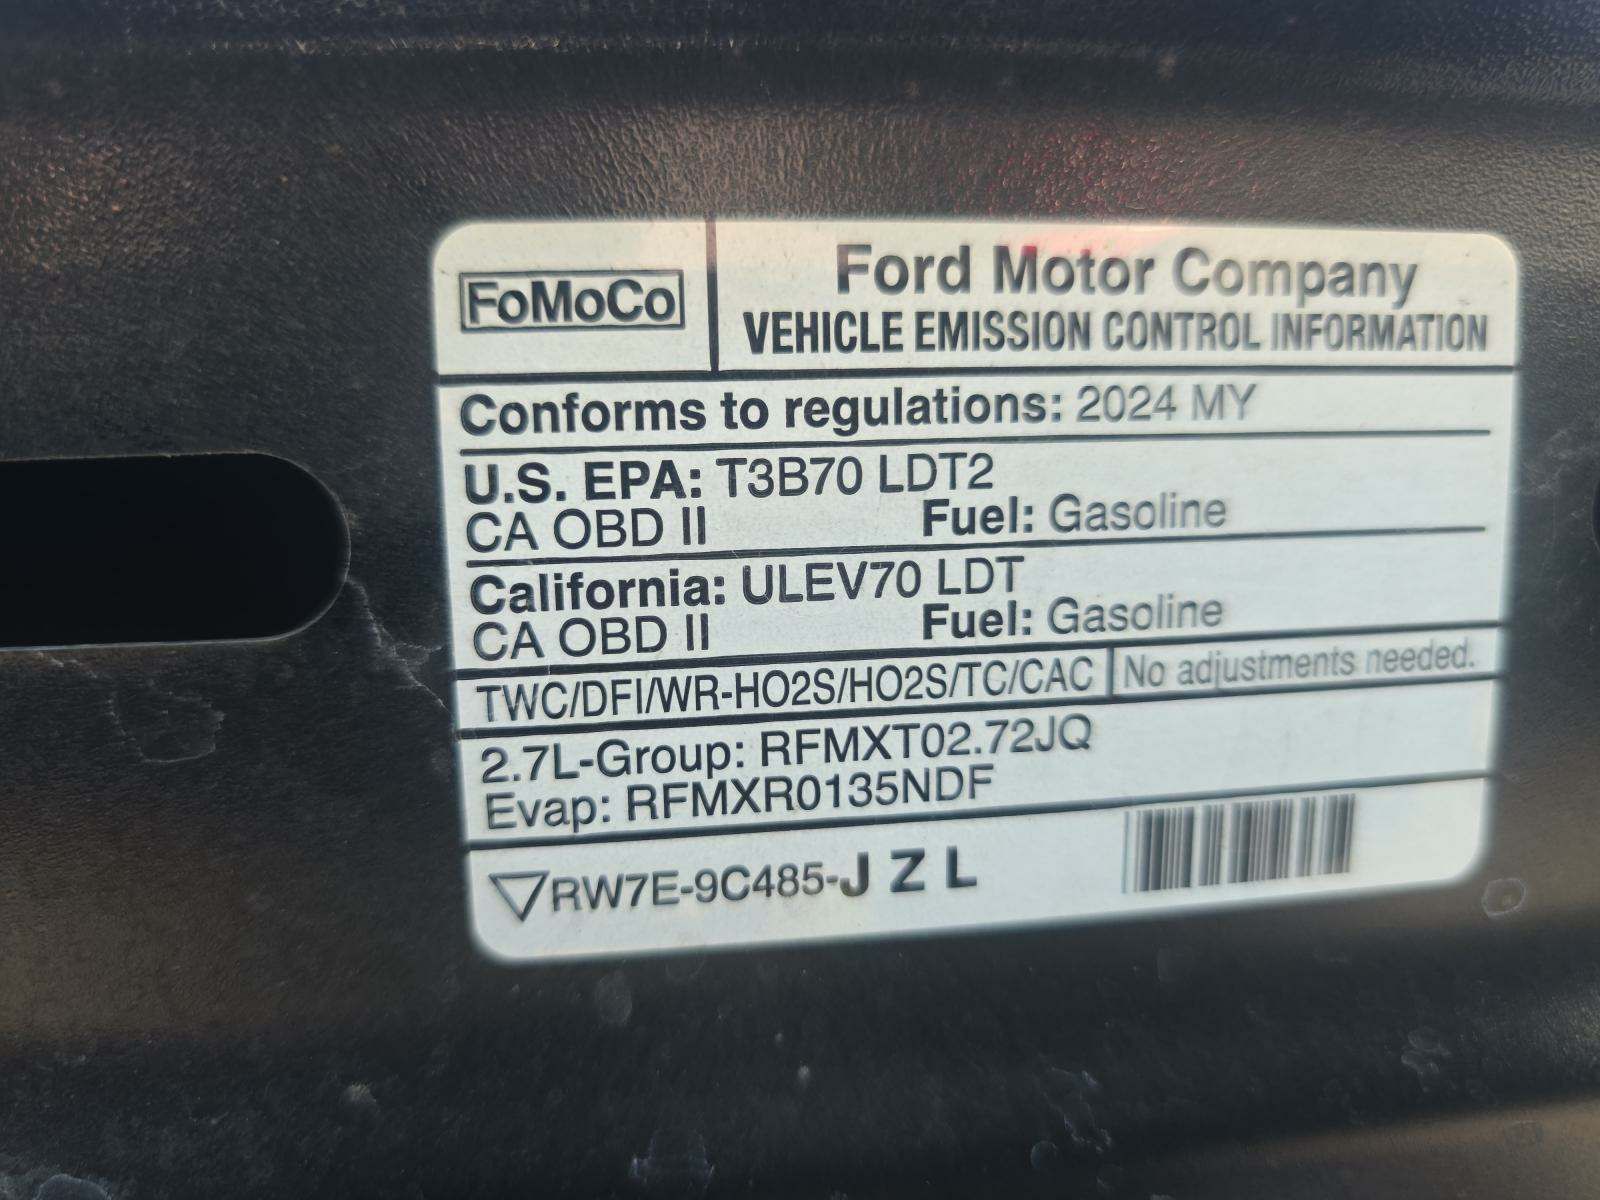 FoMoCo
Ford Motor Company
VEHICLE EMISSION CONTROL INFORMATION
Conforms to regulations: 2024 MY
U.S. EPA: T3B70 LDT2
CA OBD II Fuel: Gasoline
California: ULEV70 LDT
CA OBD II Fuel: Gasoline
TWC/DFI/WR-HO2S/HO2S/TC/CAC No adjustments needed.
2.7L-Group: RFMXT02.72JQ
Evap: RFMXR0135NDF
RW7E-9C485-J Z L